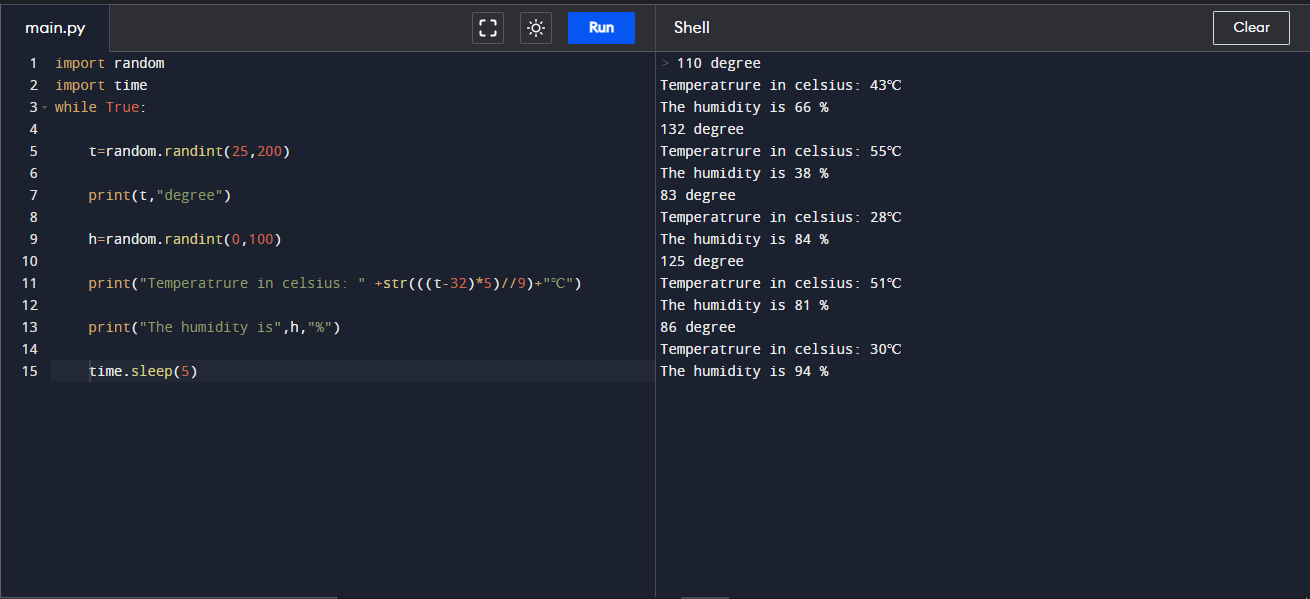 main.py
Run
Shell
Clear
1 import random
2 import time
3 while True:
4
5 t=random.randint(25,200)
6
7 print(t,"degree")
8
9 h=random.randint(0,100)
10
11 print("Temperatrure in celsius: " +str(((t-32)*5)//9)+"℃")
12
13 print("The humidity is",h,"%")
14
15 time.sleep(5)
> 110 degree
Temperatrure in celsius: 43℃
The humidity is 66 %
132 degree
Temperatrure in celsius: 55℃
The humidity is 38 %
83 degree
Temperatrure in celsius: 28℃
The humidity is 84 %
125 degree
Temperatrure in celsius: 51℃
The humidity is 81 %
86 degree
Temperatrure in celsius: 30℃
The humidity is 94 %